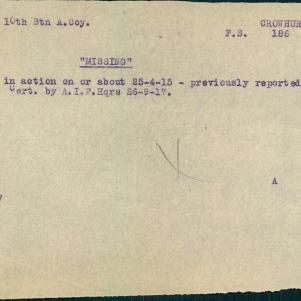 10th Btn A.Coy. CROWHUR
F.S. 186
"MISSING"
in action on or about 25-4-15 - previously reported
Cert. by A.I.F.Hqrs 26-9-17.
A